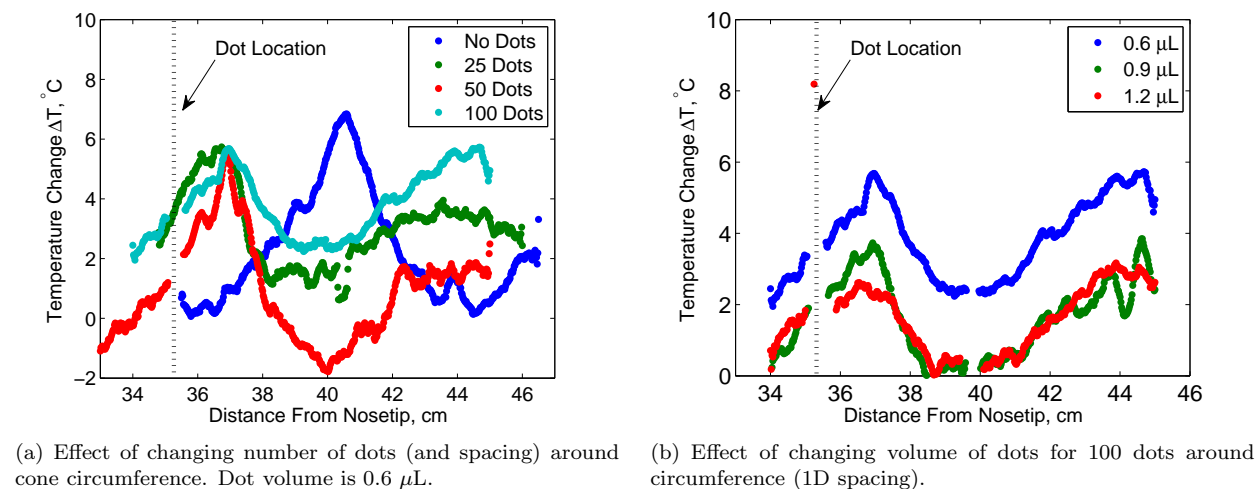 10
8
6
4
2
0
−2
Temperature Change ΔT, °C
34 36 38 40 42 44 46
Distance From Nosetip, cm
Dot Location
No Dots
25 Dots
50 Dots
100 Dots
(a) Effect of changing number of dots (and spacing) around
cone circumference. Dot volume is 0.6 μL.
10
8
6
4
2
0
Temperature Change ΔT, °C
34 36 38 40 42 44 46
Distance From Nosetip, cm
Dot Location
0.6 μL
0.9 μL
1.2 μL
(b) Effect of changing volume of dots for 100 dots around
circumference (1D spacing).